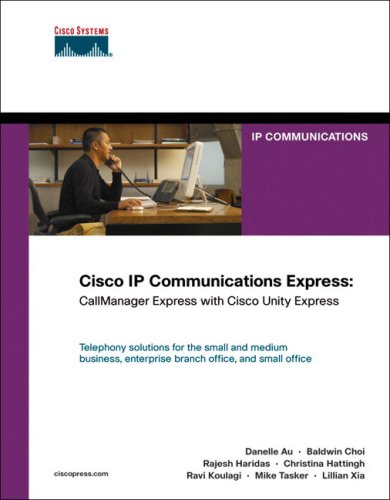 CISCO SYSTEMS
IP COMMUNICATIONS
Cisco IP Communications Express:
CallManager Express with Cisco Unity Express
Telephony solutions for the small and medium
business, enterprise branch office, and small office
Danelle Au · Baldwin Choi
Rajesh Haridas · Christina Hattingh
Ravi Koulagi · Mike Tasker · Lillian Xia
ciscopress.com